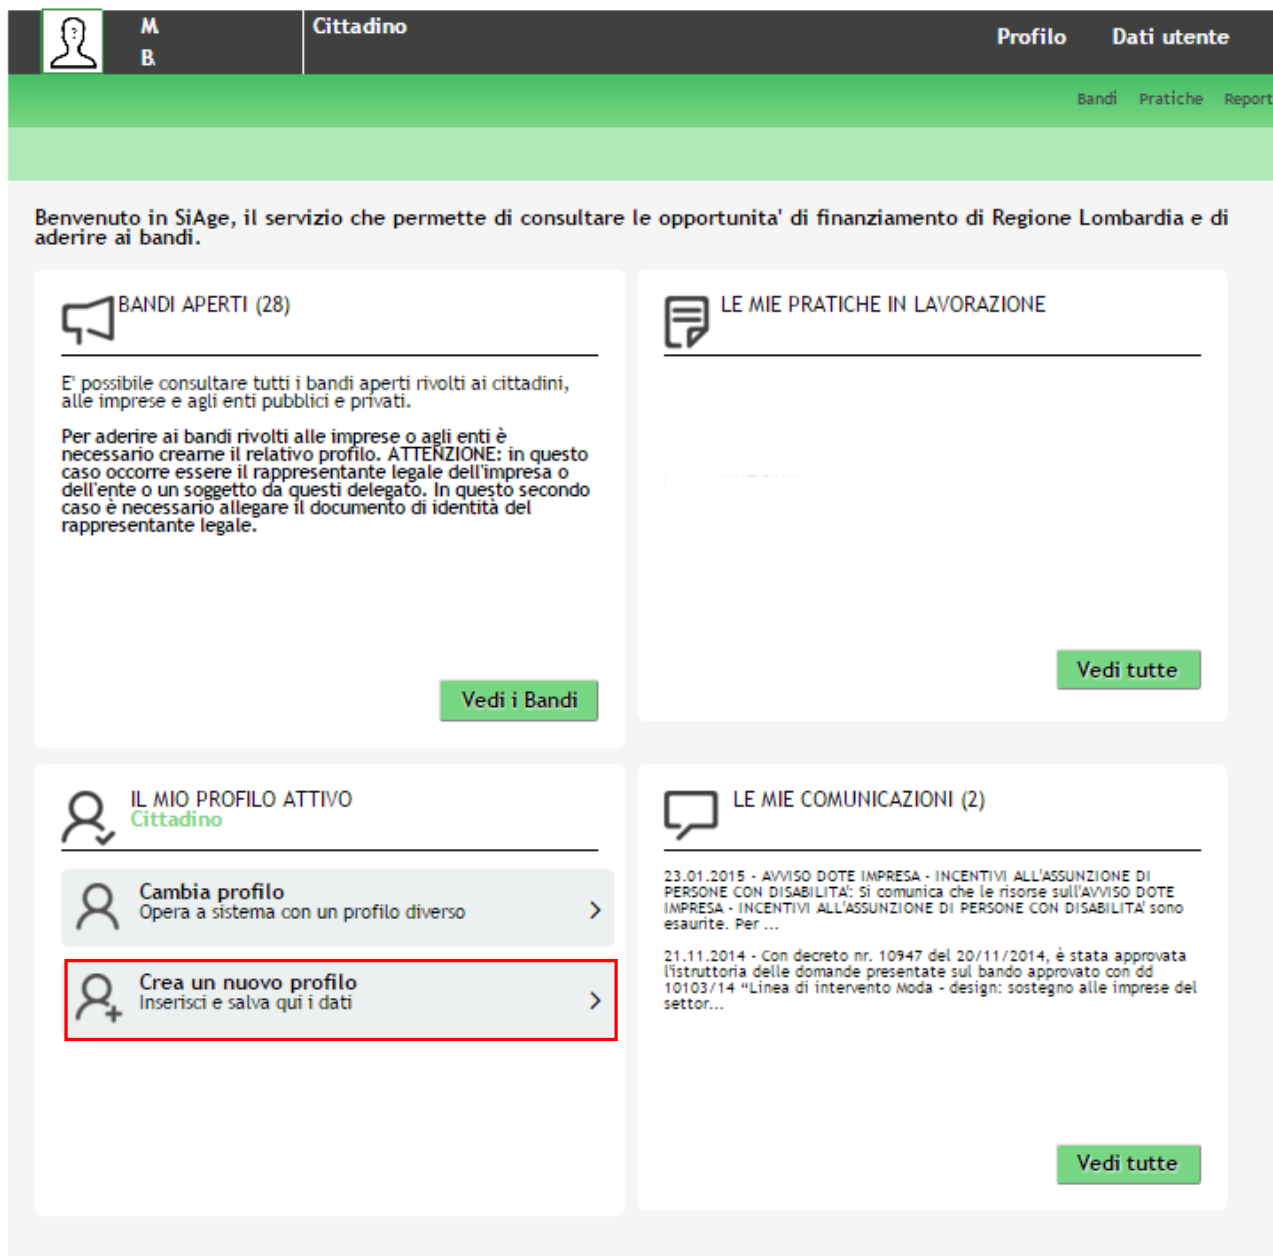 M
B.
Cittadino
Profilo
Dati utente
Bandi
Pratiche
Report
Benvenuto in SiAge, il servizio che permette di consultare le opportunita' di finanziamento di Regione Lombardia e di
aderire ai bandi.
BANDI APERTI (28)
E' possibile consultare tutti i bandi aperti rivolti ai cittadini,
alle imprese e agli enti pubblici e privati.
Per aderire ai bandi rivolti alle imprese o agli enti è
necessario crearne il relativo profilo. ATTENZIONE: in questo
caso occorre essere il rappresentante legale dell'impresa o
dell'ente o un soggetto da questi delegato. In questo secondo
caso è necessario allegare il documento di identità del
rappresentante legale.
Vedi i Bandi
LE MIE PRATICHE IN LAVORAZIONE
Vedi tutte
IL MIO PROFILO ATTIVO
Cittadino
Cambia profilo
Opera a sistema con un profilo diverso
Crea un nuovo profilo
Inserisci e salva qui i dati
LE MIE COMUNICAZIONI (2)
23.01.2015 - AVVISO DOTE IMPRESA - INCENTIVI ALL'ASSUNZIONE DI
PERSONE CON DISABILITA': Si comunica che le risorse sull'AVVISO DOTE
IMPRESA - INCENTIVI ALL'ASSUNZIONE DI PERSONE CON DISABILITA' sono
esaurite. Per ...
21.11.2014 - Con decreto nr. 10947 del 20/11/2014, è stata approvata
l'istruttoria delle domande presentate sul bando approvato con dd
10103/14 “Linea di intervento Moda - design: sostegno alle imprese del
settor...
Vedi tutte